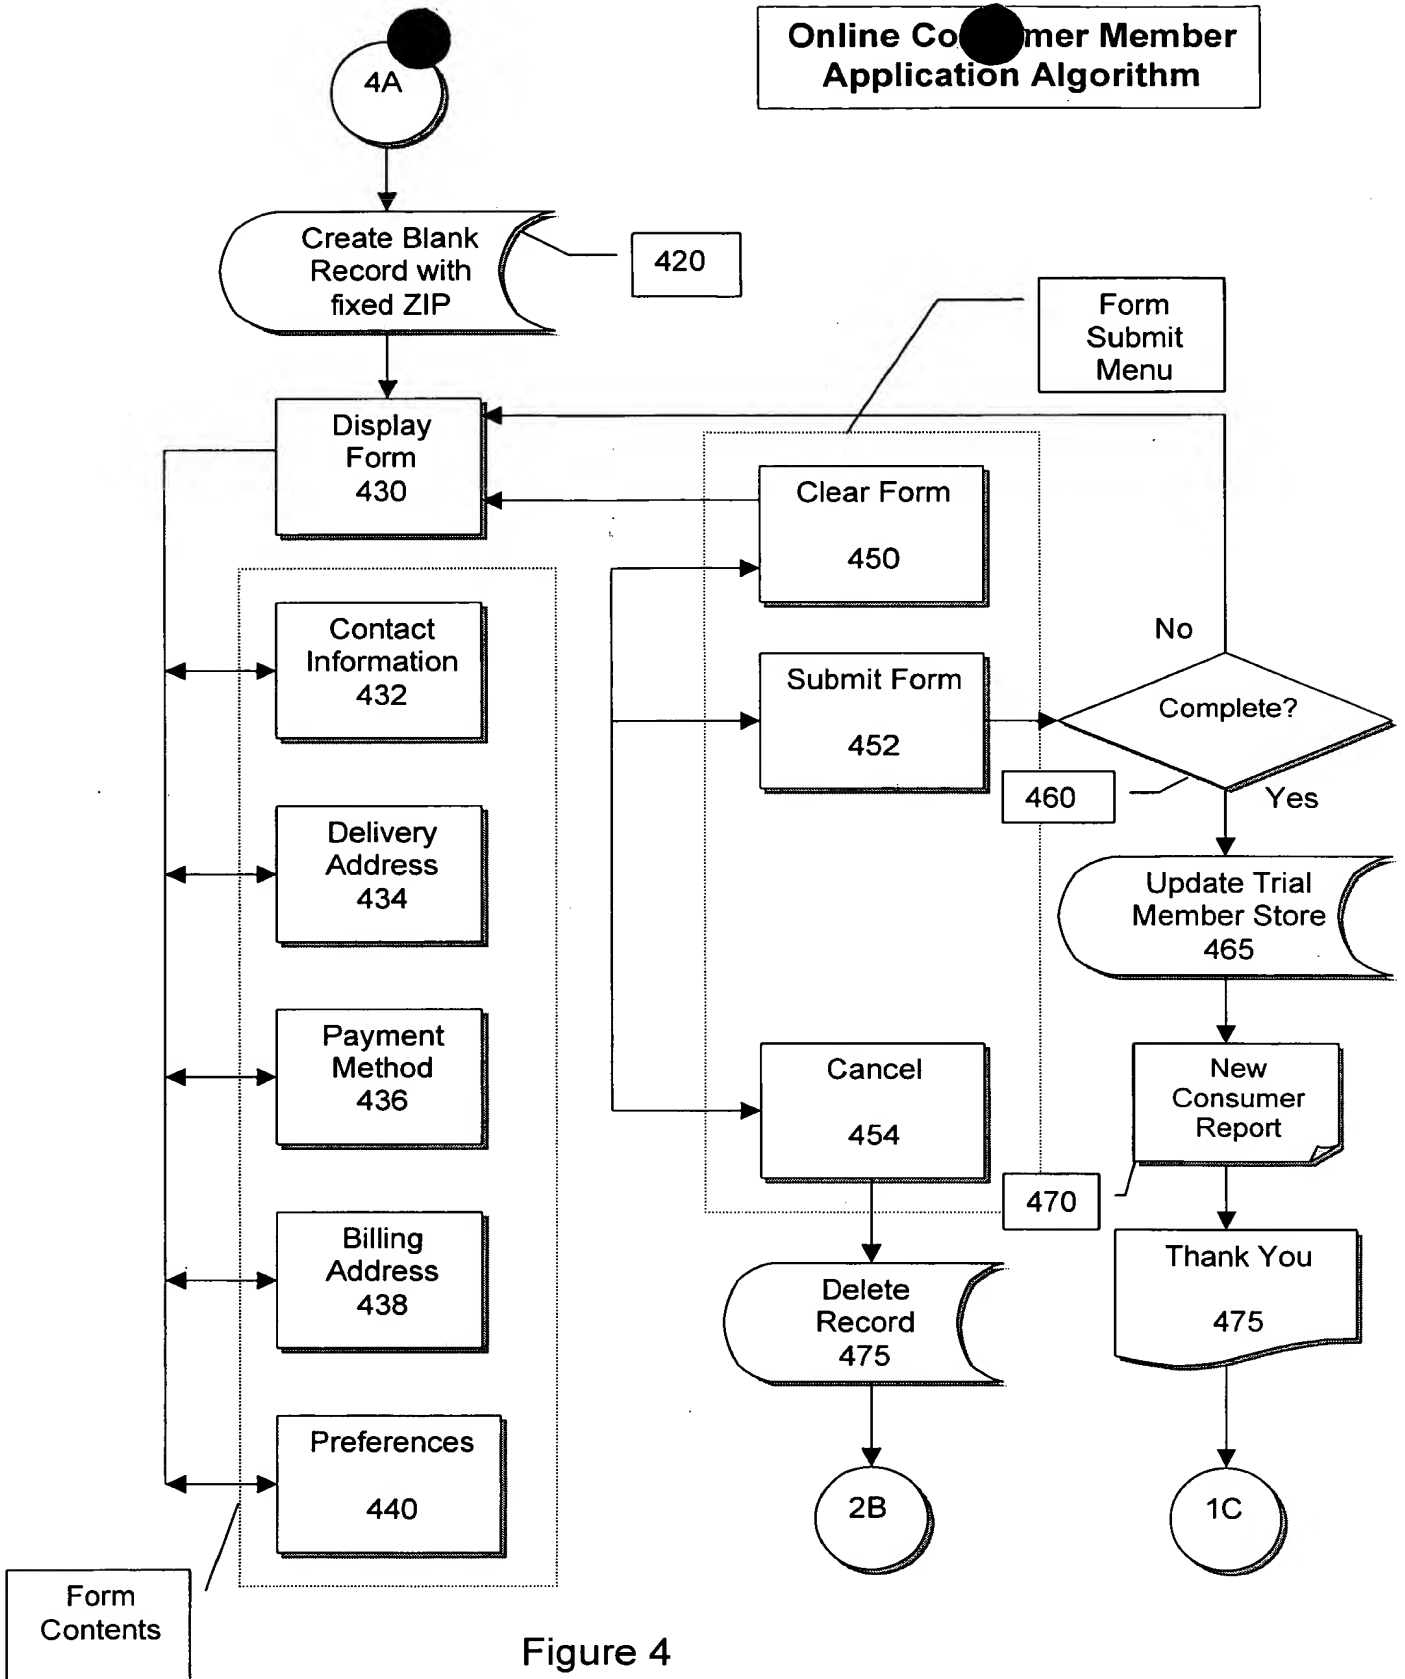 4A
Online Co mer Member
Application Algorithm
Create Blank
Record with
fixed ZIP
420
Form
Submit
Menu
Display
Form
430
Clear Form
450
Contact
Information
432
Submit Form
452
No
Complete?
460
Yes
Delivery
Address
434
Update Trial
Member Store
465
Payment
Method
436
Cancel
454
New
Consumer
Report
470
Billing
Address
438
Delete
Record
475
Thank You
475
Preferences
440
2B
1C
Form
Contents
Figure 4